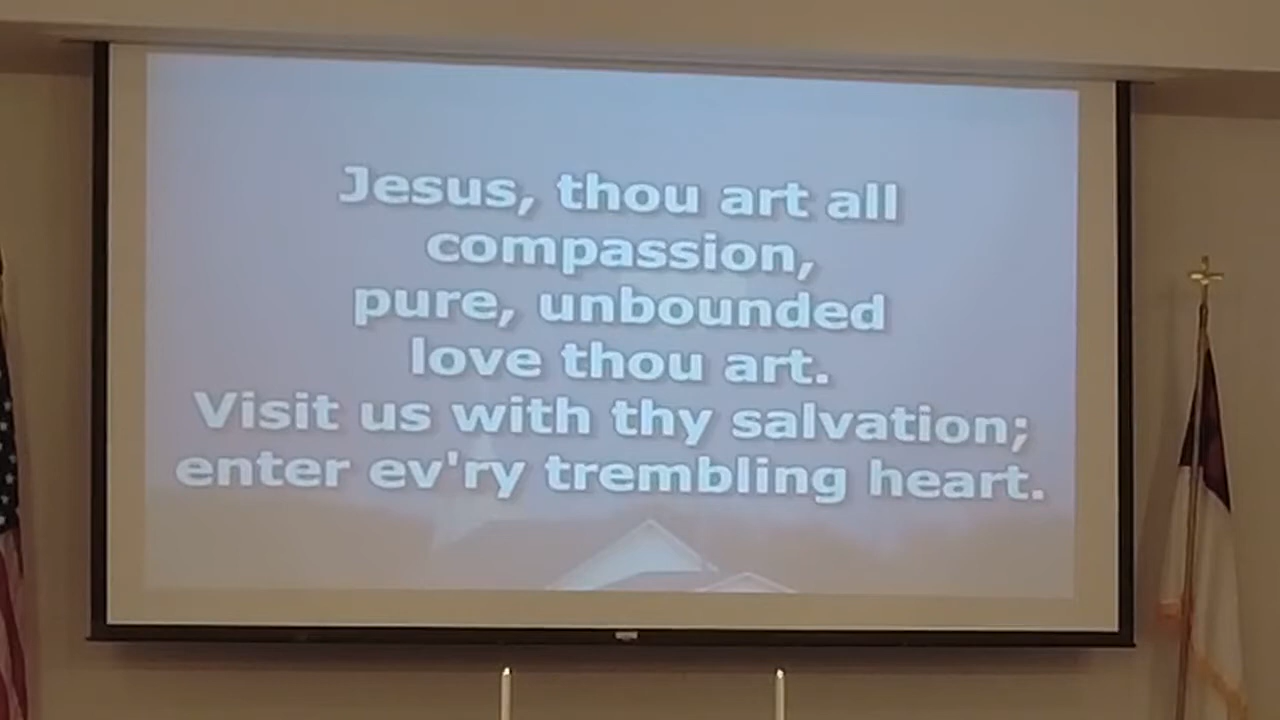 Jesus, thou art all
compassion,
pure, unbounded
love thou art.
Visit us with thy salvation;
enter ev'ry trembling heart.